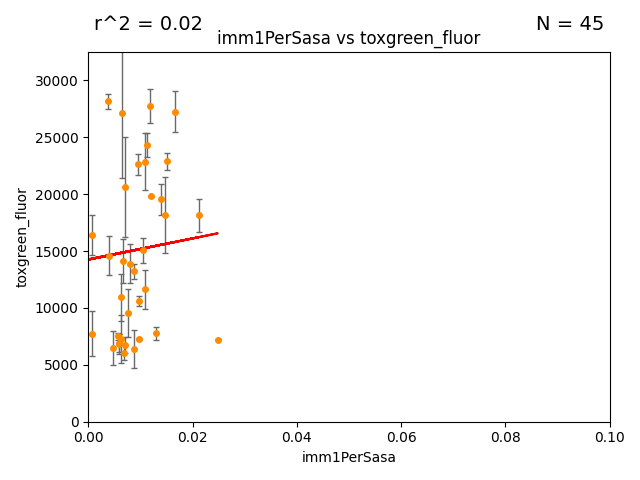 r^2 = 0.02
N = 45
imm1PerSasa vs toxgreen_fluor
30000
25000
20000
15000
10000
5000
0
toxgreen_fluor
0.00 0.02 0.04 0.06 0.08 0.10
imm1PerSasa